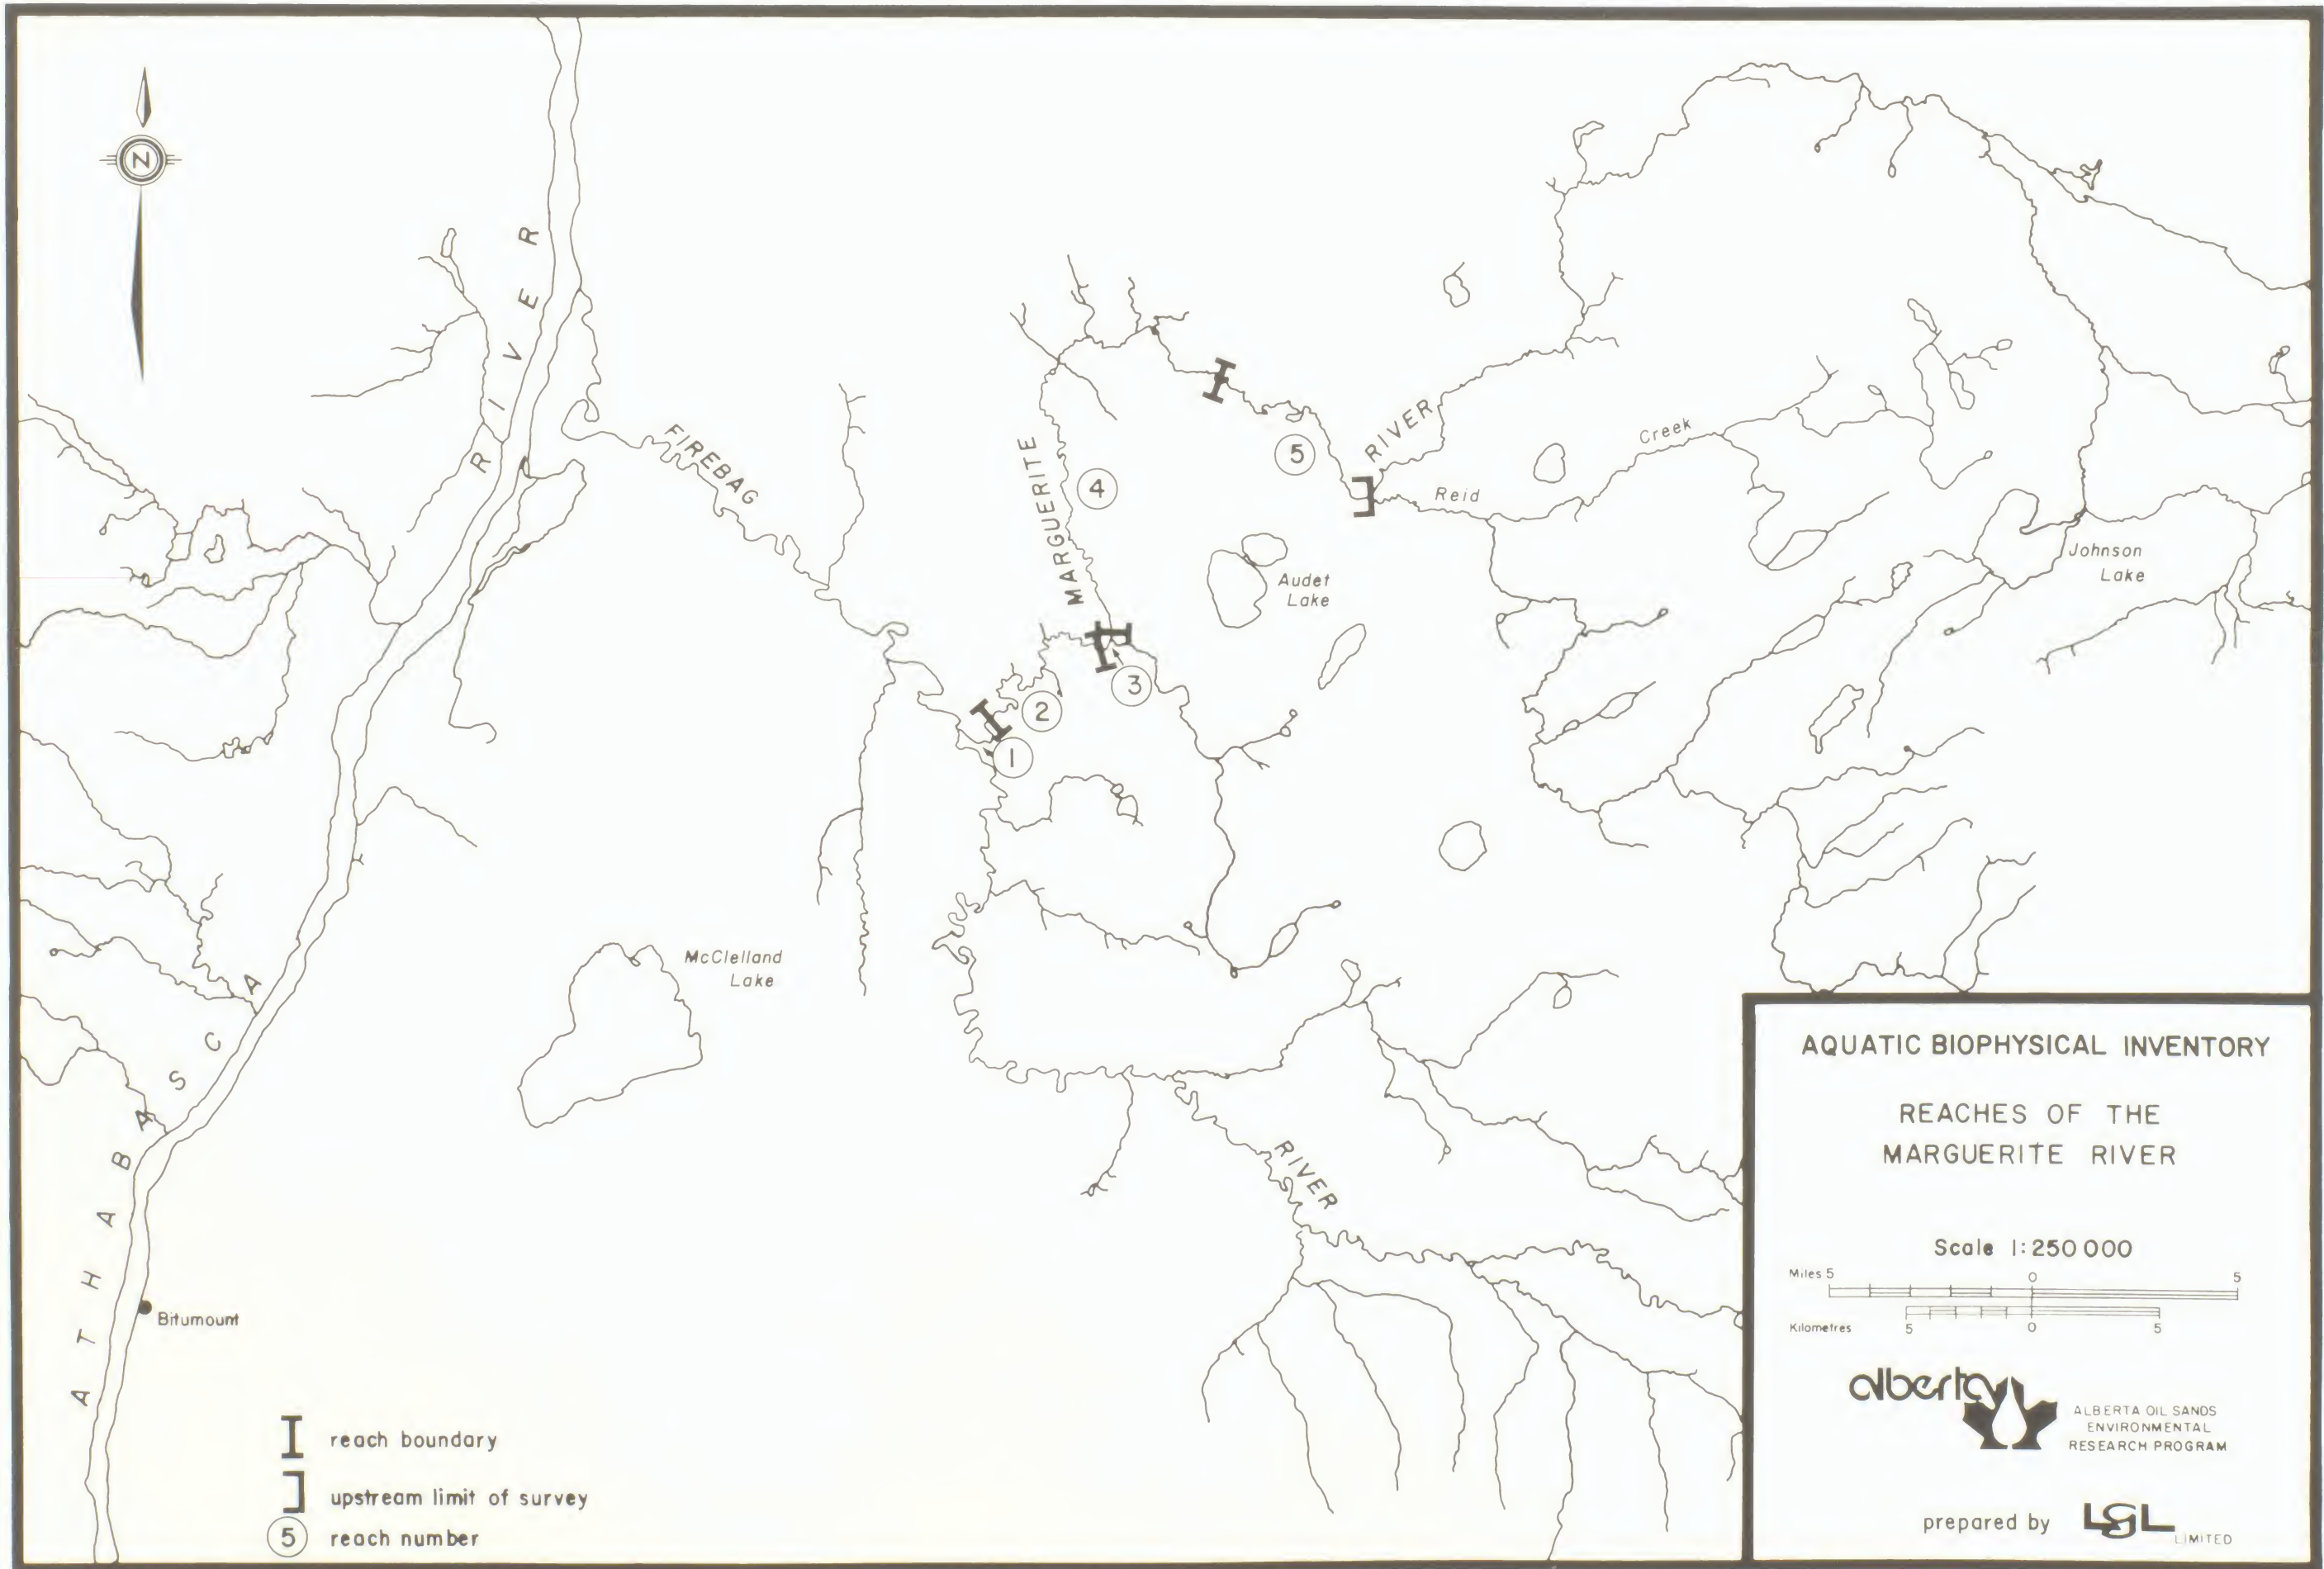 N
ATHABASCA RIVER
FIREBAG
RIVER
MARGUERITE
RIVER
Reid
Creek
Audet
Lake
Johnson
Lake
McClelland
Lake
Bitumount
1
2
3
4
5
reach boundary
upstream limit of survey
5 reach number
AQUATIC BIOPHYSICAL INVENTORY
REACHES OF THE
MARGUERITE RIVER
Scale 1:250 000
Miles 5 0 5
Kilometres 5 0 5
alberta
ALBERTA OIL SANDS
ENVIRONMENTAL
RESEARCH PROGRAM
prepared by LGL
LIMITED